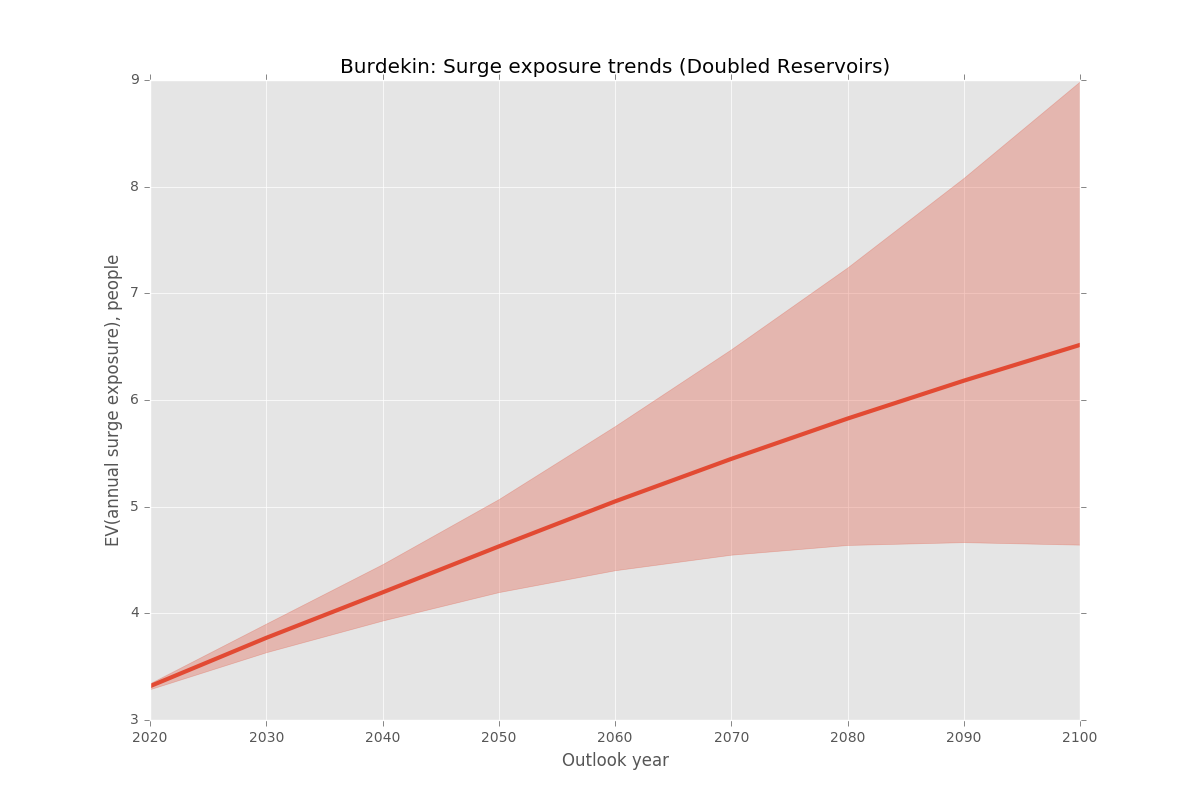 Burdekin: Surge exposure trends (Doubled Reservoirs)
9
8
7
6
5
4
3
EV(annual surge exposure), people
2020 2030 2040 2050 2060 2070 2080 2090 2100
Outlook year